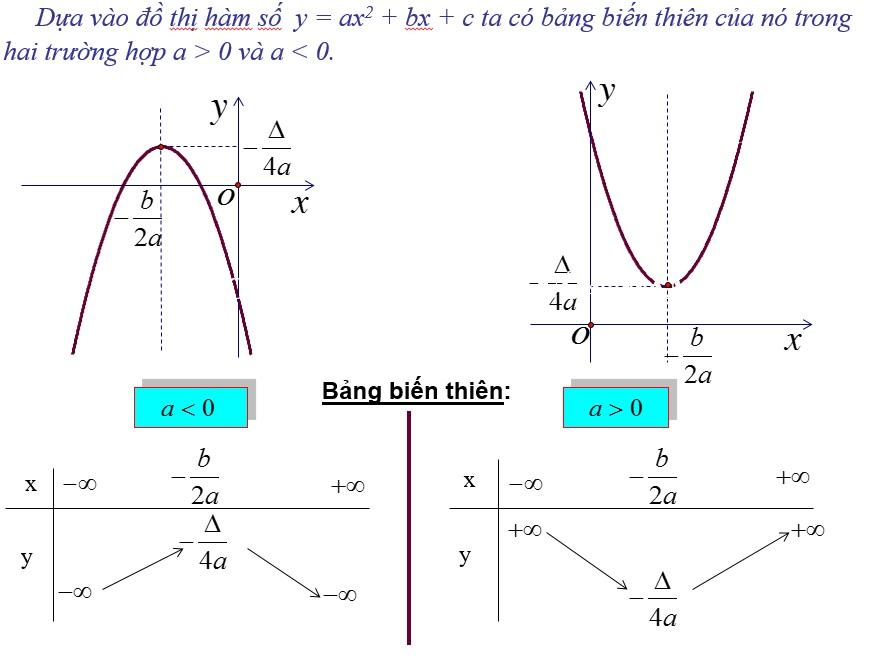 Dựa vào đồ thị hàm số y = ax² + bx + c ta có bảng biến thiên của nó trong
hai trường hợp a > 0 và a < 0.
y
-Δ/4a
O
x
-b/2a
y
-Δ/4a
O
x
-b/2a
Bảng biến thiên:
a < 0
a > 0
x -∞ -b/2a +∞
y -∞ -Δ/4a -∞
x -∞ -b/2a +∞
y +∞ -Δ/4a +∞